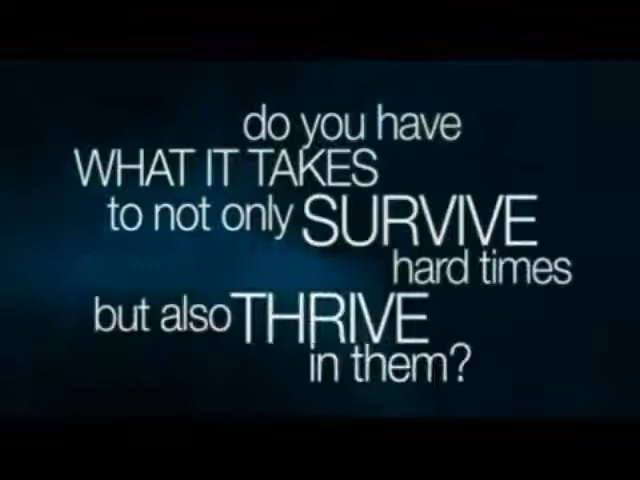 do you have
WHAT IT TAKES
to not only SURVIVE
hard times
but also THRIVE
in them?